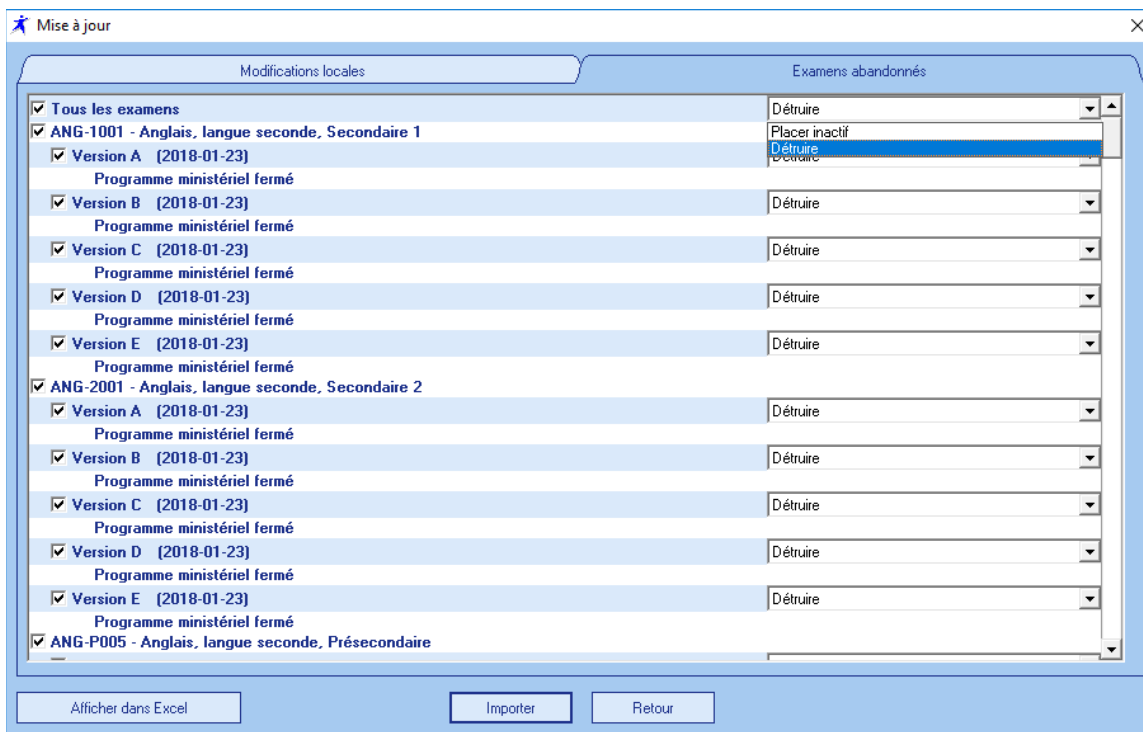 Mise à jour
Modifications locales Examens abandonnés
Tous les examens Détruire
ANG-1001 - Anglais, langue seconde, Secondaire 1 Placer inactif
Détruire
Version A (2018-01-23) Détruire
Programme ministériel fermé
Version B (2018-01-23) Détruire
Programme ministériel fermé
Version C (2018-01-23) Détruire
Programme ministériel fermé
Version D (2018-01-23) Détruire
Programme ministériel fermé
Version E (2018-01-23) Détruire
Programme ministériel fermé
ANG-2001 - Anglais, langue seconde, Secondaire 2
Version A (2018-01-23) Détruire
Programme ministériel fermé
Version B (2018-01-23) Détruire
Programme ministériel fermé
Version C (2018-01-23) Détruire
Programme ministériel fermé
Version D (2018-01-23) Détruire
Programme ministériel fermé
Version E (2018-01-23) Détruire
Programme ministériel fermé
ANG-P005 - Anglais, langue seconde, Présecondaire
Afficher dans Excel Importer Retour